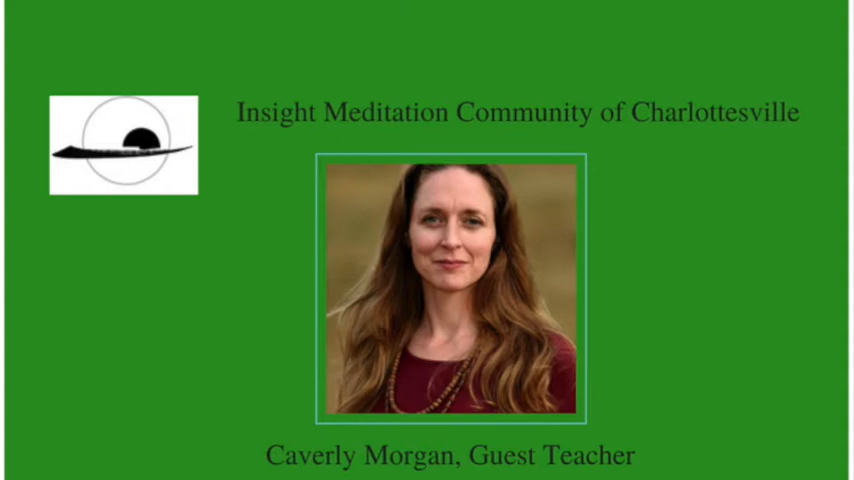 Insight Meditation Community of Charlottesville
Caverly Morgan, Guest Teacher